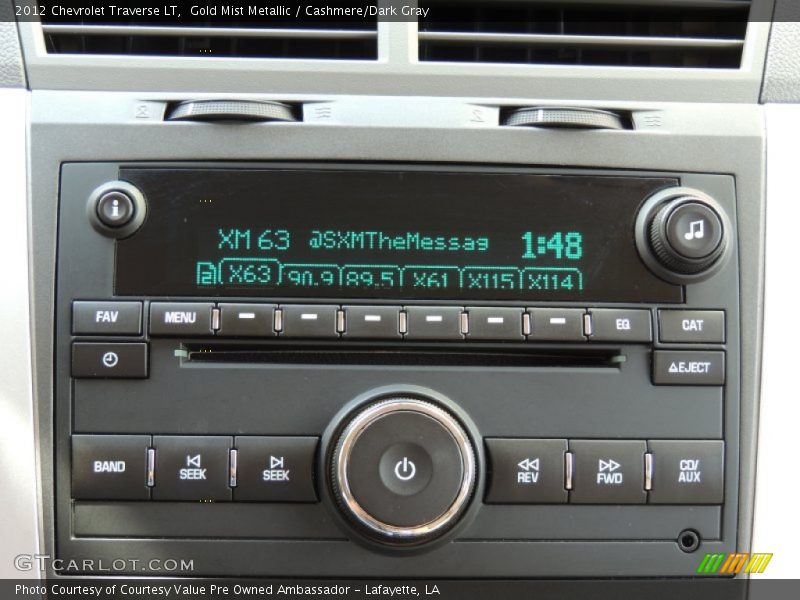 2012 Chevrolet Traverse LT,  Gold Mist Metallic / Cashmere/Dark Gray
XM 63 @SXMTheMessag 1:48
X63 90.9 89.5 X61 X115 X114
FAV MENU EQ CAT
EJECT
BAND SEEK SEEK REV FWD CD/AUX
GTCARLOT.COM
Photo Courtesy of Courtesy Value Pre Owned Ambassador - Lafayette, LA